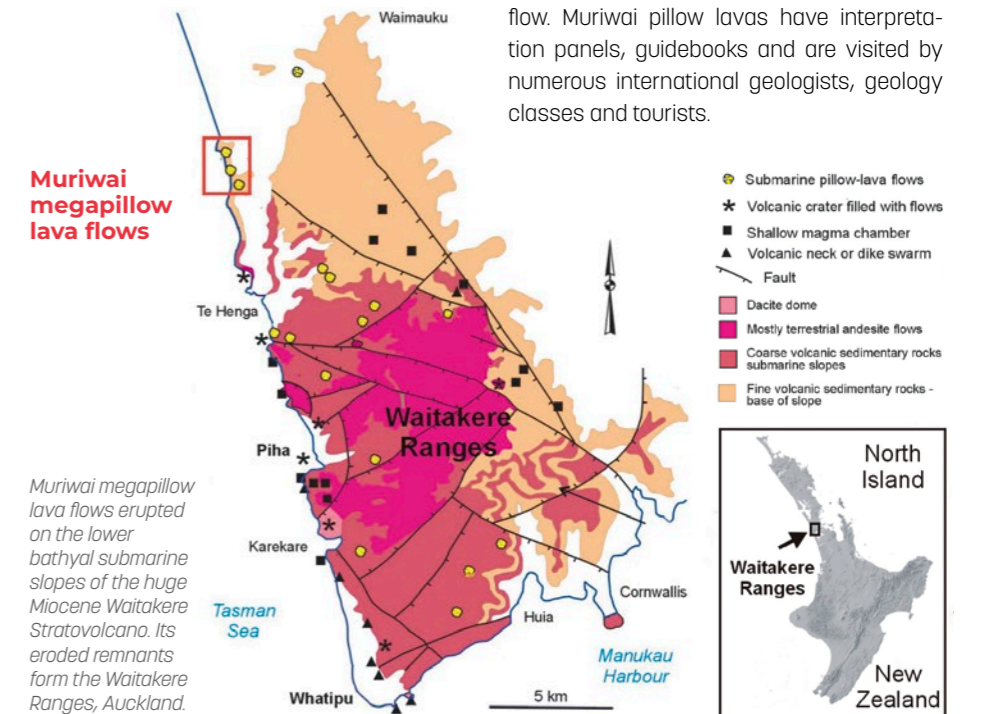 flow. Muriwai pillow lavas have interpreta-
tion panels, guidebooks and are visited by
numerous international geologists, geology
classes and tourists.
Waimauku
Muriwai
megapillow
lava flows
Submarine pillow-lava flows
Volcanic crater filled with flows
Shallow magma chamber
Volcanic neck or dike swarm
Fault
Dacite dome
Mostly terrestrial andesite flows
Coarse volcanic sedimentary rocks
submarine slopes
Fine volcanic sedimentary rocks -
base of slope
Te Henga
Waitakere
Ranges
Piha
Karekare
Tasman
Sea
Whatipu
Huia
Cornwallis
Manukau
Harbour
5 km
North
Island
Waitakere
Ranges
New
Zealand
Muriwai megapillow
lava flows erupted
on the lower
bathyal submarine
slopes of the huge
Miocene Waitakere
Stratovolcano. Its
eroded remnants
form the Waitakere
Ranges, Auckland.